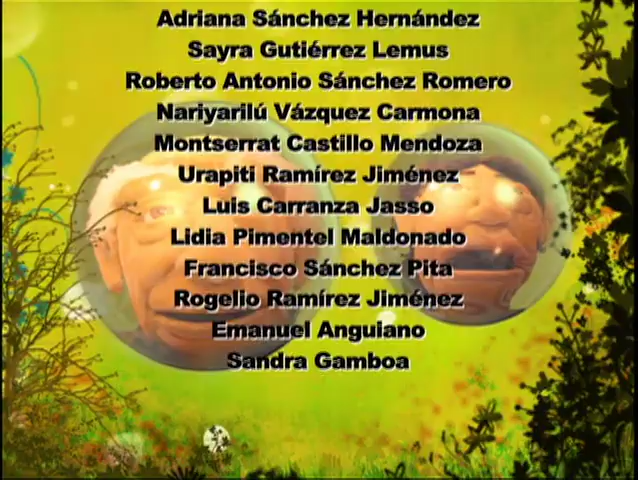 Adriana Sánchez Hernández
Sayra Gutiérrez Lemus
Roberto Antonio Sánchez Romero
Nariyarilú Vázquez Carmona
Montserrat Castillo Mendoza
Urapiti Ramírez Jiménez
Luis Carranza Jasso
Lidia Pimentel Maldonado
Francisco Sánchez Pita
Rogelio Ramírez Jiménez
Emanuel Anguiano
Sandra Gamboa